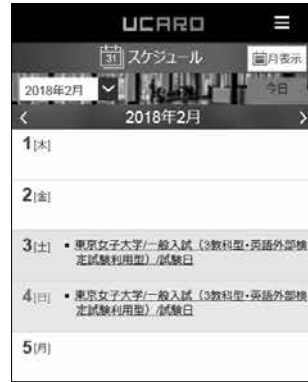 UCARO
31 スケジュール
月表示
2018年2月
今日
< 2018年2月 >
1[木]
2[金]
3[土] ▪ 東京女子大学/一般入試（3教科型・英語外部検
定試験利用型）/試験日
4[日] ▪ 東京女子大学/一般入試（3教科型・英語外部検
定試験利用型）/試験日
5[月]